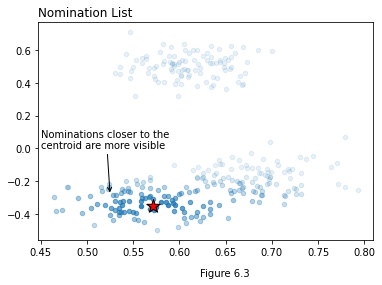 Nomination List
0.6
0.4
0.2
0.0
−0.2
−0.4
Nominations closer to the
centroid are more visible
0.45 0.50 0.55 0.60 0.65 0.70 0.75 0.80
Figure 6.3